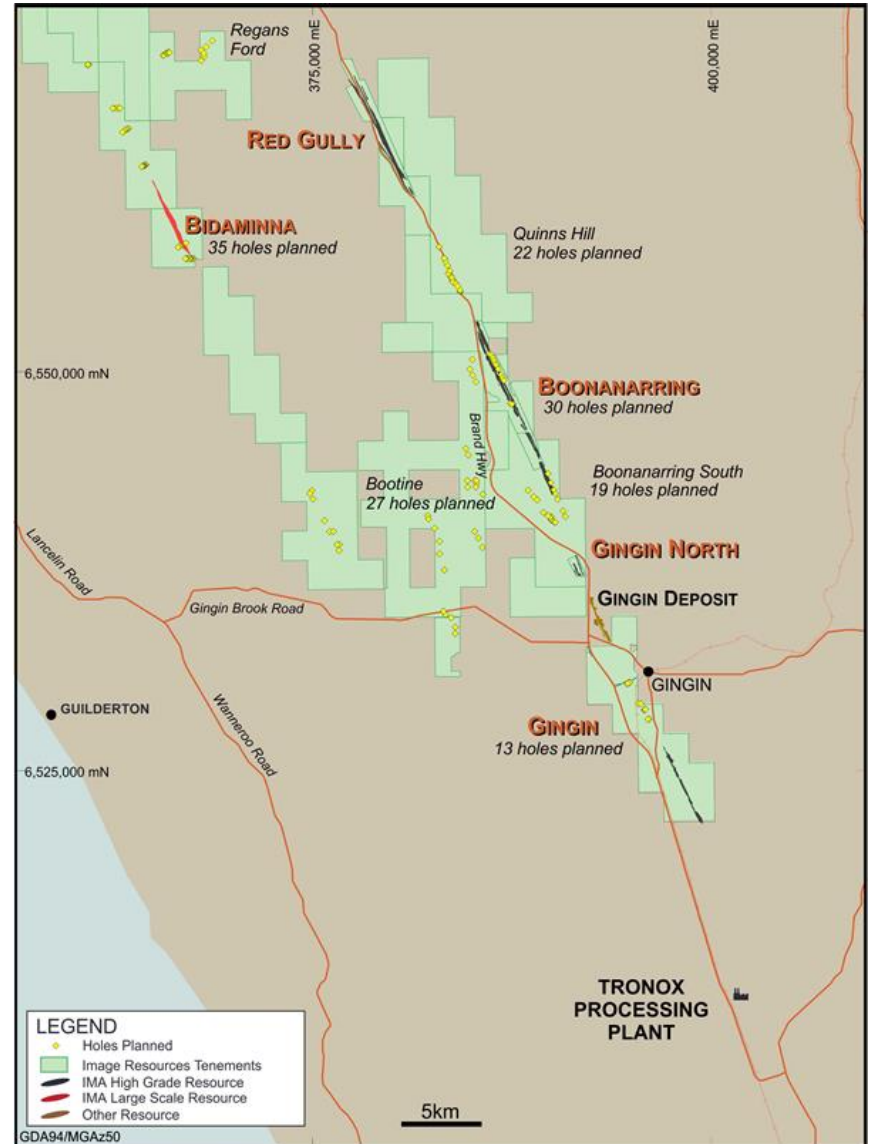 Regans
Ford
375,000 mE
400,000 mE
RED GULLY
BIDAMINNA
35 holes planned
Quinns Hill
22 holes planned
6,550,000 mN
BOONANARRING
30 holes planned
Brand Hwy
Bootine
27 holes planned
Boonanarring South
19 holes planned
Lancelin Road
GINGIN NORTH
GINGIN DEPOSIT
Gingin Brook Road
GINGIN
GUILDERTON
Wanneroo Road
GINGIN
13 holes planned
6,525,000 mN
TRONOX
PROCESSING
PLANT
LEGEND
Holes Planned
Image Resources Tenements
IMA High Grade Resource
IMA Large Scale Resource
Other Resource
5km
GDA94/MGAz50